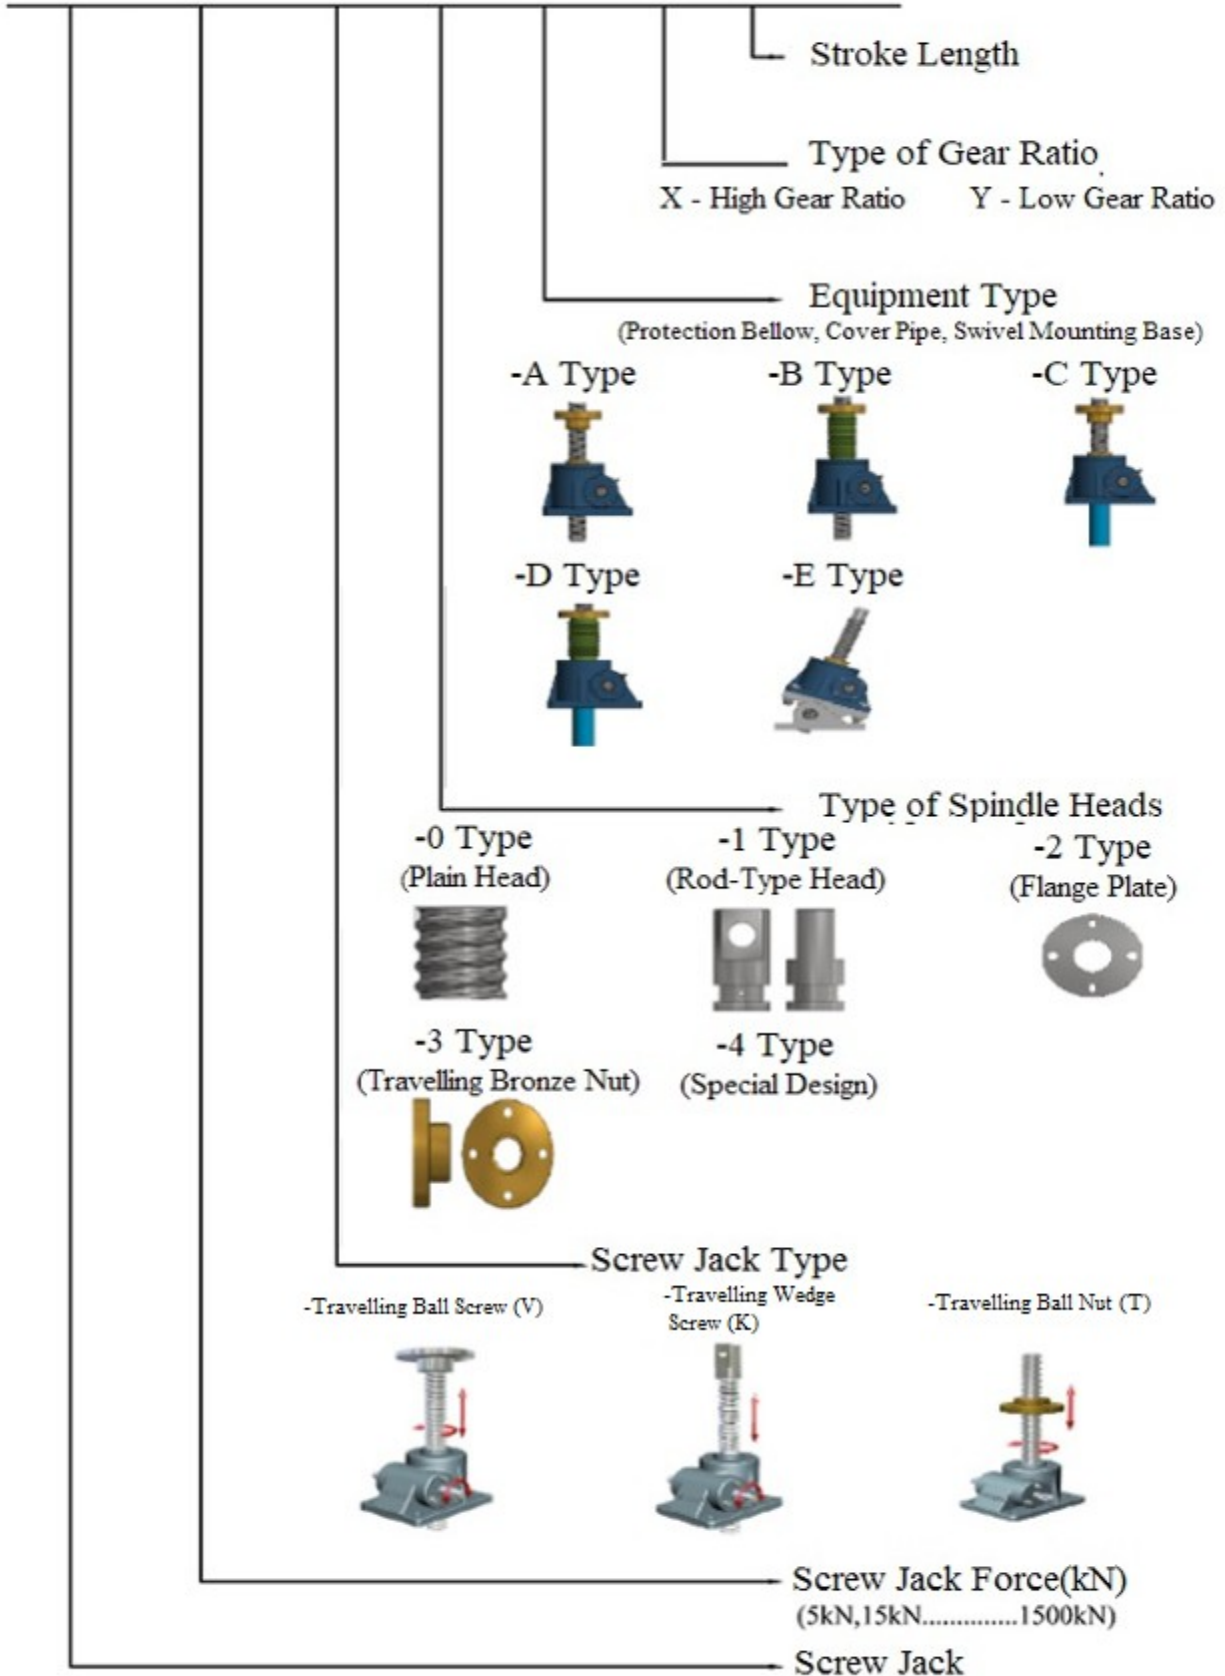 Stroke Length
Type of Gear Ratio
X - High Gear Ratio Y - Low Gear Ratio
Equipment Type
(Protection Bellow, Cover Pipe, Swivel Mounting Base)
-A Type -B Type -C Type
-D Type -E Type
Type of Spindle Heads
-0 Type -1 Type -2 Type
(Plain Head) (Rod-Type Head) (Flange Plate)
-3 Type -4 Type
(Travelling Bronze Nut) (Special Design)
Screw Jack Type
-Travelling Ball Screw (V)
-Travelling Wedge
Screw (K)
-Travelling Ball Nut (T)
Screw Jack Force(kN)
(5kN,15kN..............1500kN)
Screw Jack